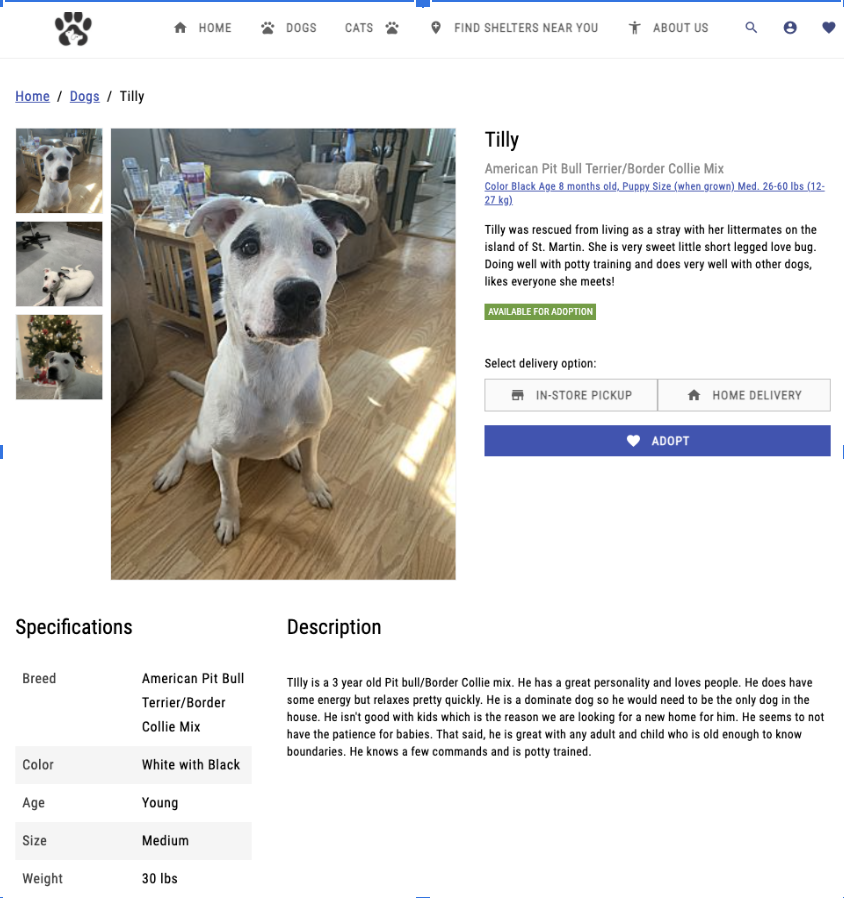 HOME
DOGS
CATS
FIND SHELTERS NEAR YOU
ABOUT US
Home / Dogs / Tilly
Tilly
American Pit Bull Terrier/Border Collie Mix
Color Black Age 8 months old, Puppy Size (when grown) Med. 26-60 lbs (12-
27 kg)
Tilly was rescued from living as a stray with her littermates on the
island of St. Martin. She is very sweet little short legged love bug.
Doing well with potty training and does very well with other dogs,
likes everyone she meets!
AVAILABLE FOR ADOPTION
Select delivery option:
IN-STORE PICKUP
HOME DELIVERY
ADOPT
Specifications
Breed
American Pit Bull
Terrier/Border
Collie Mix
Color
White with Black
Age
Young
Size
Medium
Weight
30 lbs
Description
TIlly is a 3 year old Pit bull/Border Collie mix. He has a great personality and loves people. He does have
some energy but relaxes pretty quickly. He is a dominate dog so he would need to be the only dog in the
house. He isn't good with kids which is the reason we are looking for a new home for him. He seems to not
have the patience for babies. That said, he is great with any adult and child who is old enough to know
boundaries. He knows a few commands and is potty trained.